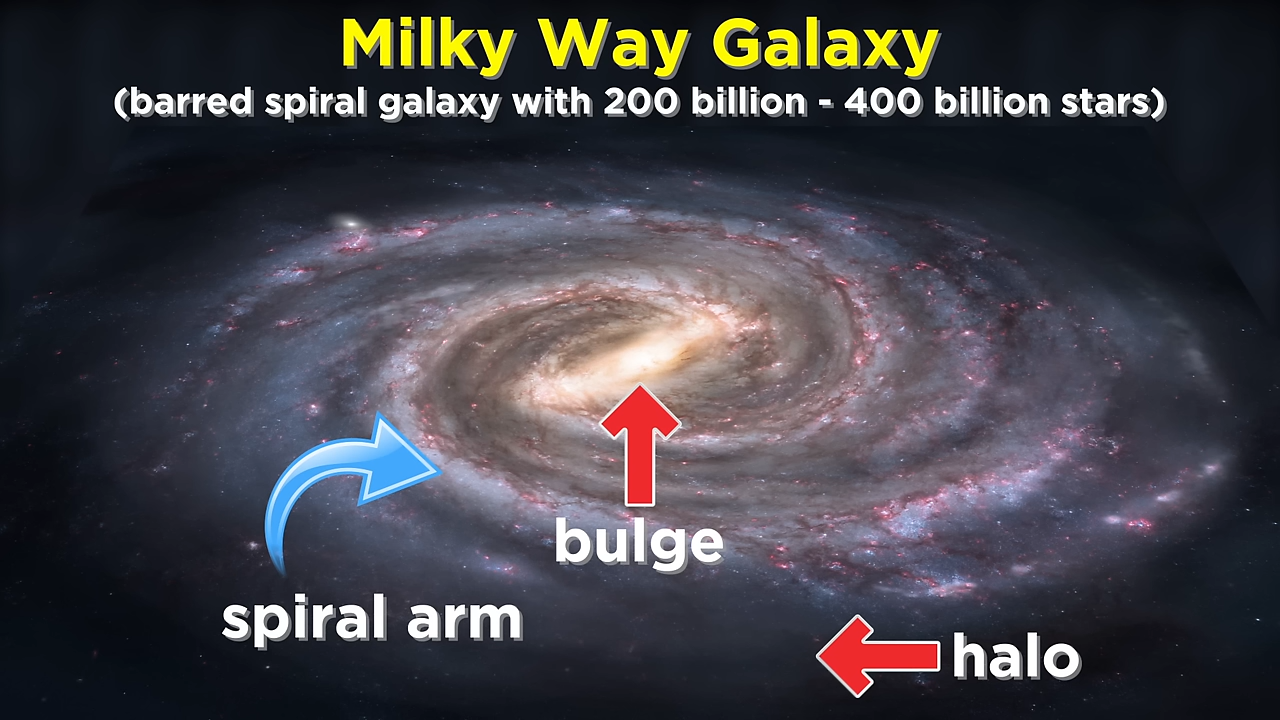 Milky Way Galaxy
(barred spiral galaxy with 200 billion - 400 billion stars)
bulge
spiral arm
halo